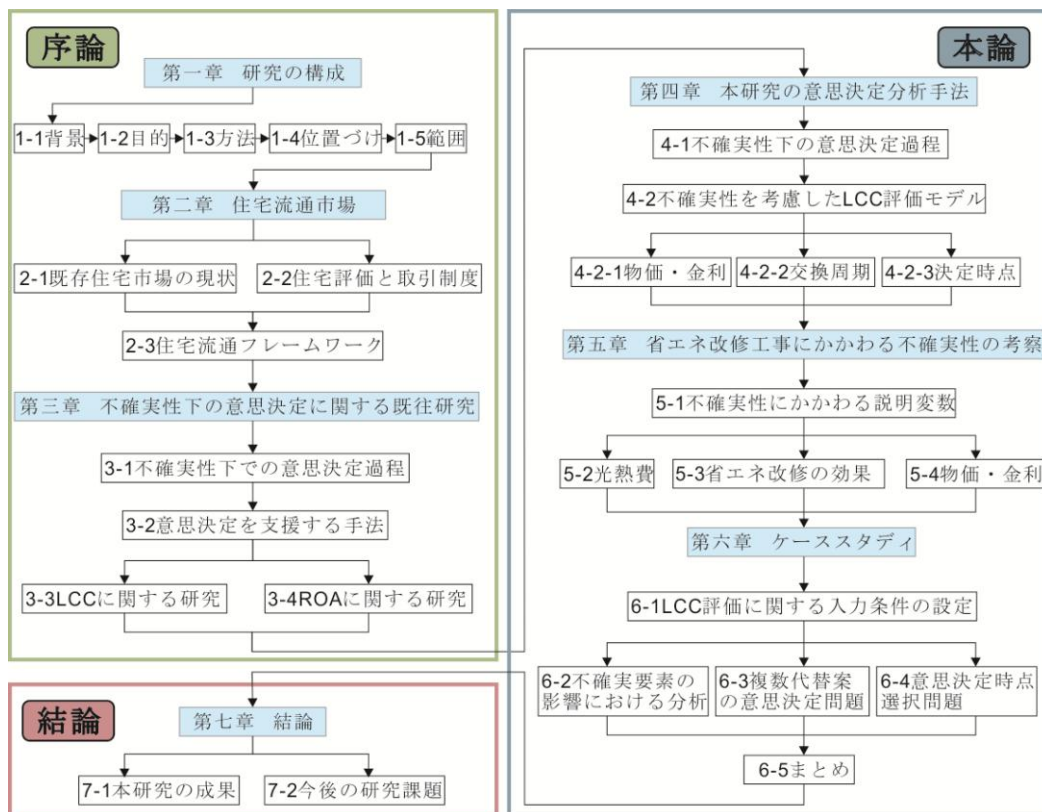 序論
第一章 研究の構成
1-1背景
1-2目的
1-3方法
1-4位置づけ
1-5範囲
第二章 住宅流通市場
2-1既存住宅市場の現状
2-2住宅評価と取引制度
2-3住宅流通フレームワーク
第三章 不確実性下の意思決定に関する既往研究
3-1不確実性下での意思決定過程
3-2意思決定を支援する手法
3-3LCCに関する研究
3-4ROAに関する研究
本論
第四章 本研究の意思決定分析手法
4-1不確実性下の意思決定過程
4-2不確実性を考慮したLCC評価モデル
4-2-1物価・金利
4-2-2交換周期
4-2-3決定時点
第五章 省エネ改修工事にかかわる不確実性の考察
5-1不確実性にかかわる説明変数
5-2光熱費
5-3省エネ改修の効果
5-4物価・金利
第六章 ケーススタディ
6-1LCC評価に関する入力条件の設定
6-2不確実要素の
影響における分析
6-3複数代替案
の意思決定問題
6-4意思決定時点
選択問題
6-5まとめ
結論
第七章 結論
7-1本研究の成果
7-2今後の研究課題